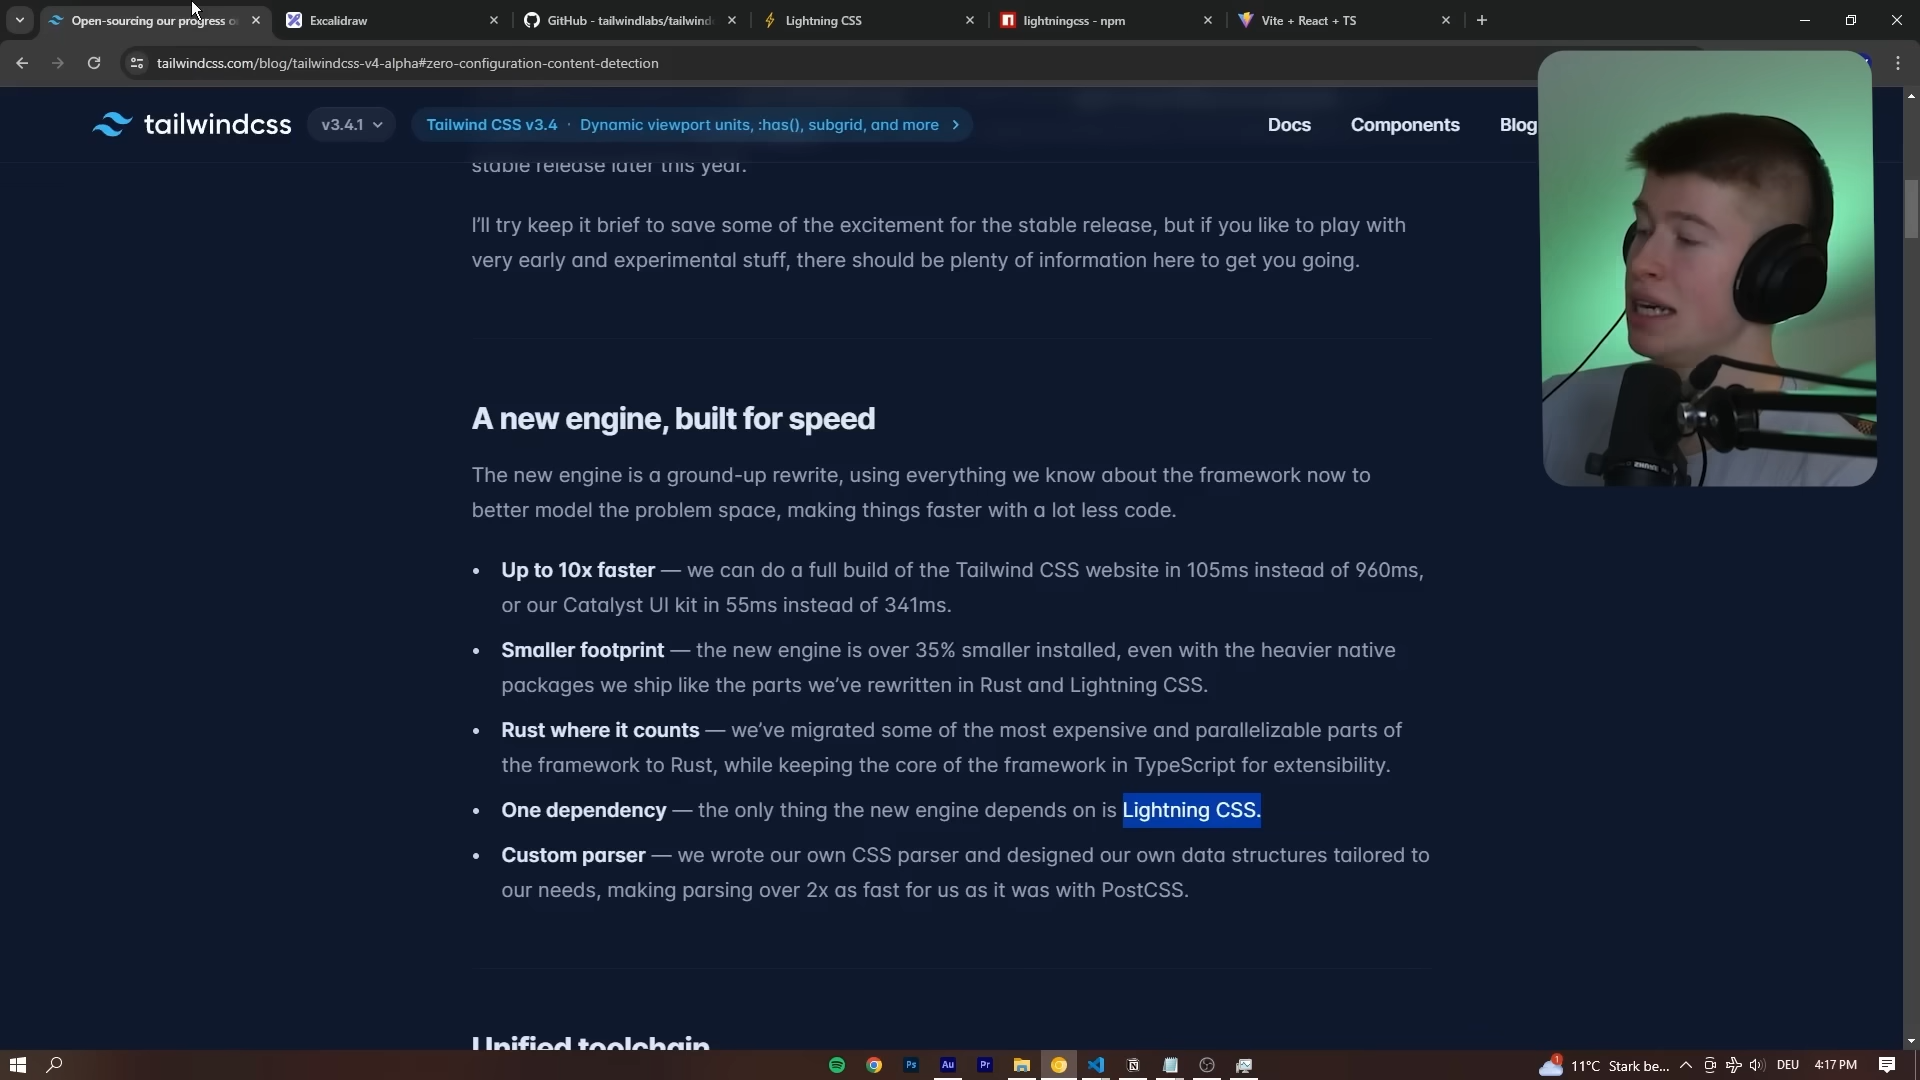 Open-sourcing our progress o
Excalidraw
GitHub - tailwindlabs/tailwind
Lightning CSS
lightningcss - npm
Vite + React + TS
tailwindcss.com/blog/tailwindcss-v4-alpha#zero-configuration-content-detection
tailwindcss
v3.4.1
Tailwind CSS v3.4 · Dynamic viewport units, :has(), subgrid, and more
Docs
Components
Blog
stable release later this year.
I'll try keep it brief to save some of the excitement for the stable release, but if you like to play with
very early and experimental stuff, there should be plenty of information here to get you going.
A new engine, built for speed
The new engine is a ground-up rewrite, using everything we know about the framework now to
better model the problem space, making things faster with a lot less code.
• Up to 10x faster — we can do a full build of the Tailwind CSS website in 105ms instead of 960ms,
or our Catalyst UI kit in 55ms instead of 341ms.
• Smaller footprint — the new engine is over 35% smaller installed, even with the heavier native
packages we ship like the parts we've rewritten in Rust and Lightning CSS.
• Rust where it counts — we've migrated some of the most expensive and parallelizable parts of
the framework to Rust, while keeping the core of the framework in TypeScript for extensibility.
• One dependency — the only thing the new engine depends on is Lightning CSS.
• Custom parser — we wrote our own CSS parser and designed our own data structures tailored to
our needs, making parsing over 2x as fast for us as it was with PostCSS.
Unified toolchain
Ps
Au
Pr
1
11°C Stark be...
DEU
4:17 PM